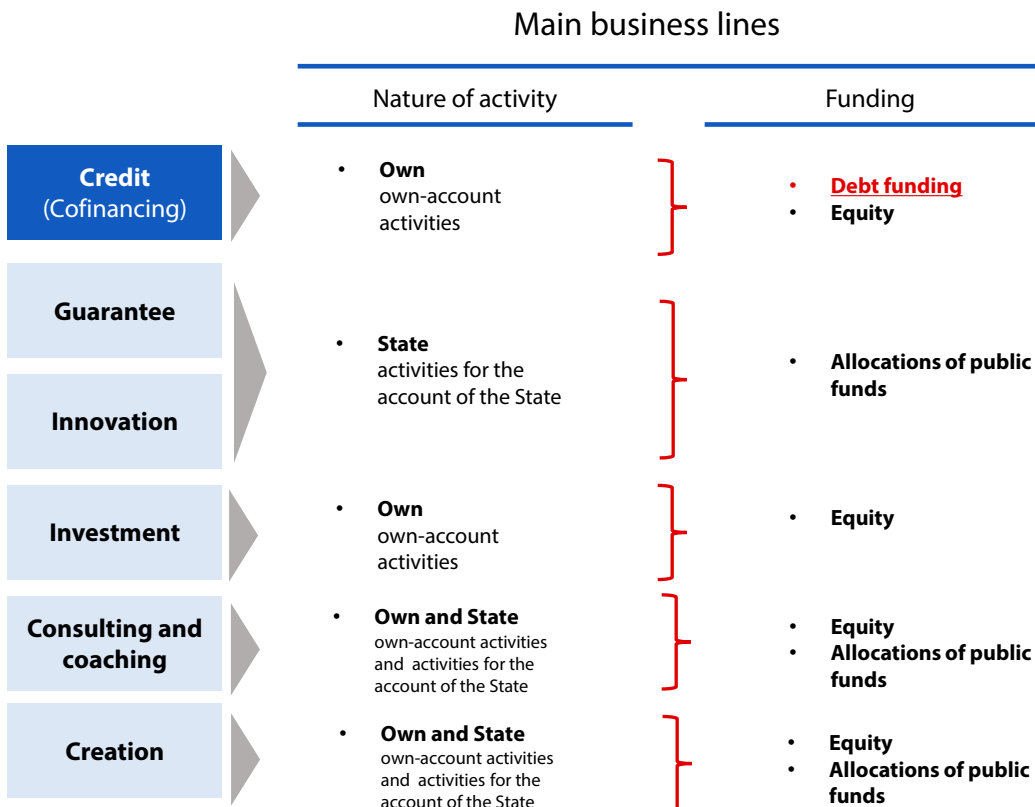 Main business lines
Nature of activity
Funding
Credit
(Cofinancing)
• Own
own-account
activities
• Debt funding
• Equity
Guarantee
Innovation
• State
activities for the
account of the State
• Allocations of public
funds
Investment
• Own
own-account
activities
• Equity
Consulting and
coaching
• Own and State
own-account activities
and activities for the
account of the State
• Equity
• Allocations of public
funds
Creation
• Own and State
own-account activities
and activities for the
account of the State
• Equity
• Allocations of public
funds